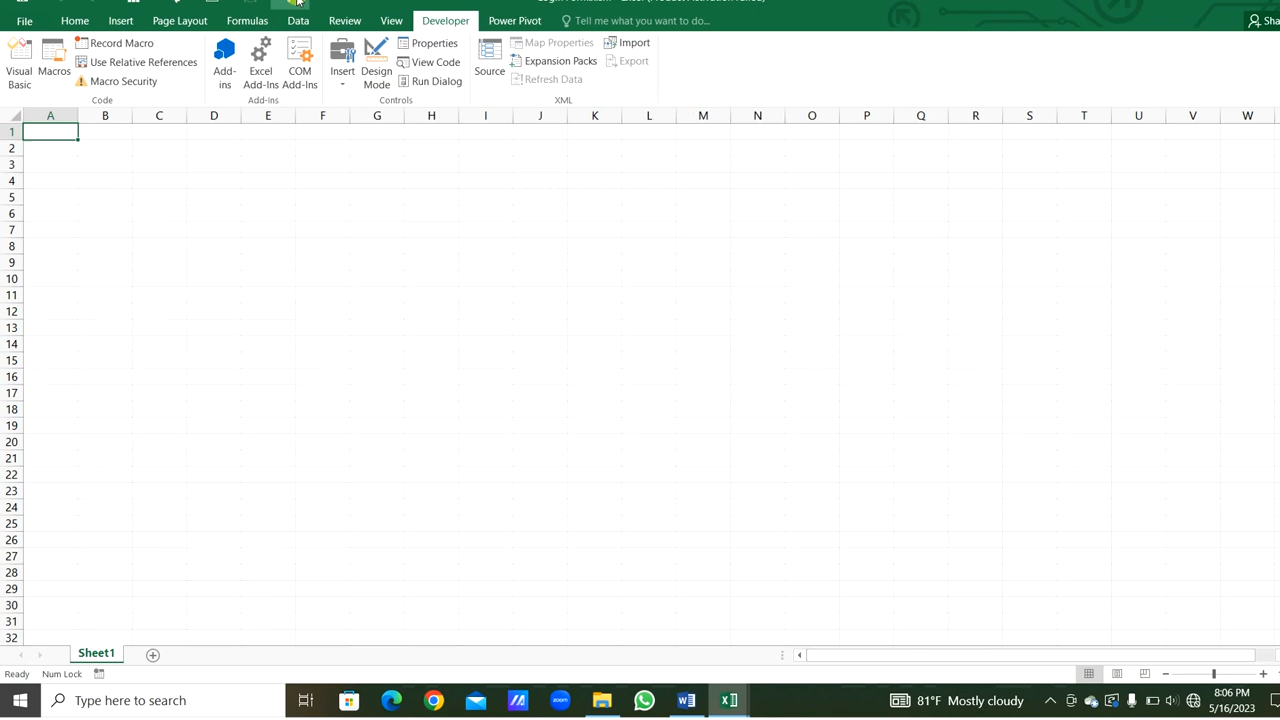 File Home Insert Page Layout Formulas Data Review View Developer Power Pivot Tell me what you want to do...
Visual Basic Macros Record Macro Use Relative References Macro Security
Code
Add-ins Excel Add-Ins COM Add-Ins
Add-Ins
Insert Design Mode Properties View Code Run Dialog
Controls
Source Map Properties Expansion Packs Refresh Data Import Export
XML
A B C D E F G H I J K L M N O P Q R S T U V W
1
2
3
4
5
6
7
8
9
10
11
12
13
14
15
16
17
18
19
20
21
22
23
24
25
26
27
28
29
30
31
32
Sheet1
Ready Num Lock
Type here to search
zoom
81°F Mostly cloudy
8:06 PM
5/16/2023